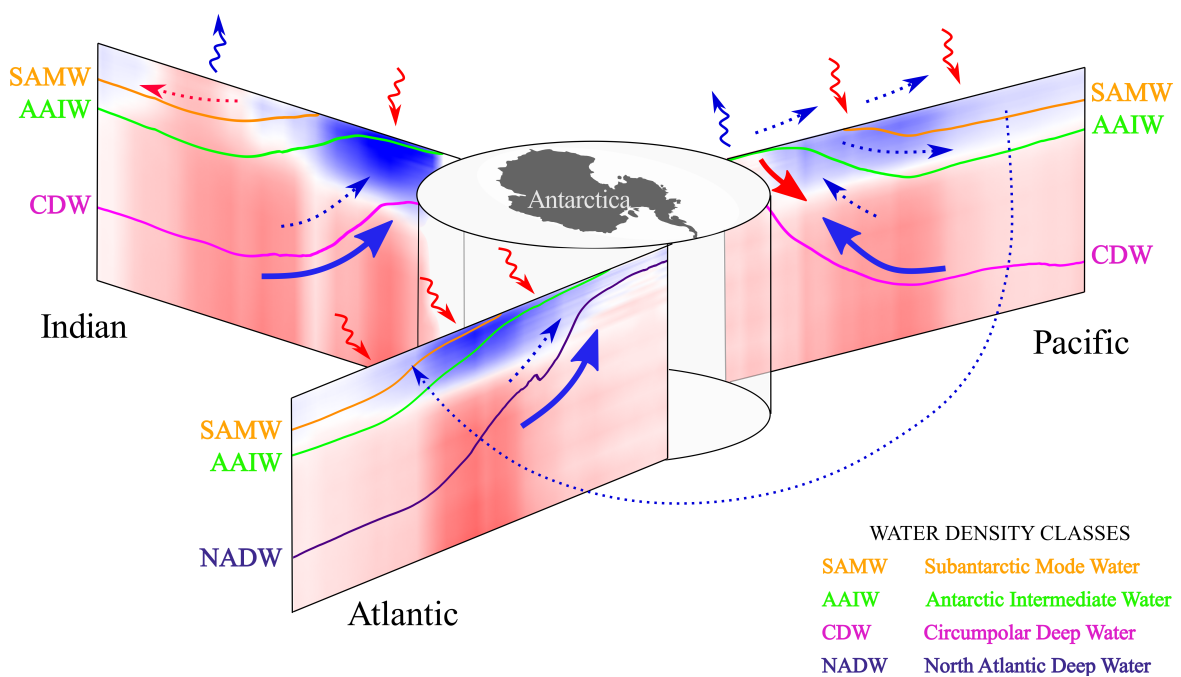 SAMW
AAIW
CDW
Indian
Antarctica
SAMW
AAIW
CDW
Pacific
SAMW
AAIW
NADW
Atlantic
WATER DENSITY CLASSES
SAMW Subantarctic Mode Water
AAIW Antarctic Intermediate Water
CDW Circumpolar Deep Water
NADW North Atlantic Deep Water